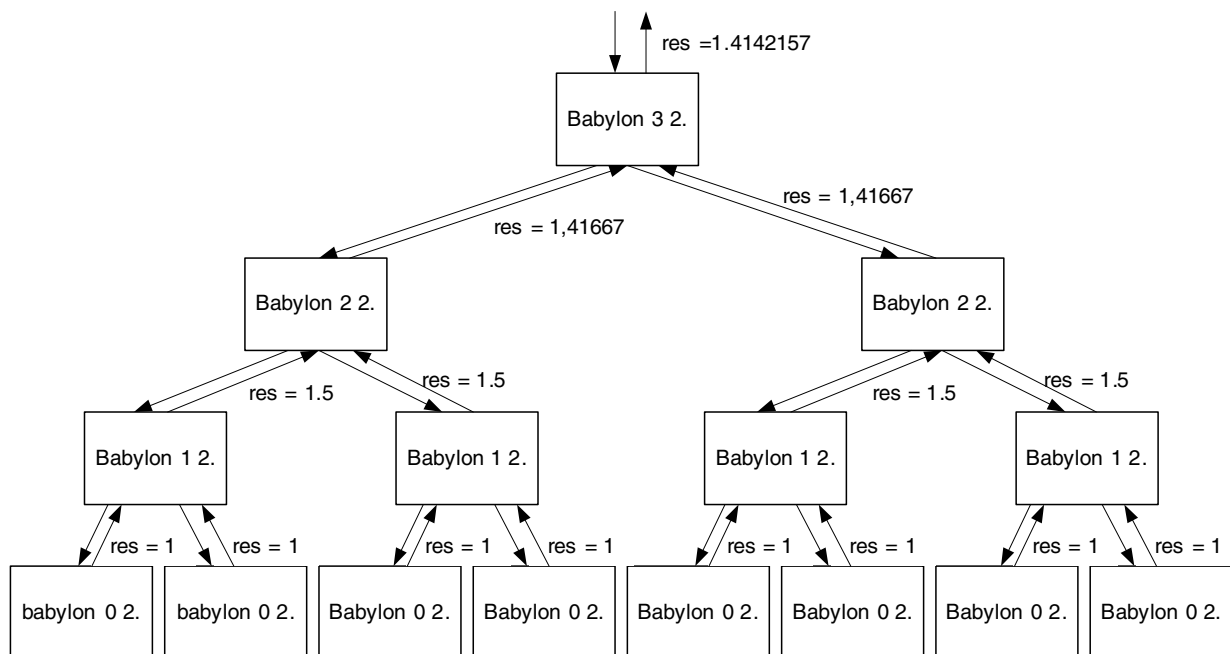 res =1.4142157
Babylon 3 2.
res = 1,41667
res = 1,41667
Babylon 2 2.
Babylon 2 2.
res = 1.5
res = 1.5
res = 1.5
res = 1.5
Babylon 1 2.
Babylon 1 2.
Babylon 1 2.
Babylon 1 2.
res = 1
res = 1
res = 1
res = 1
res = 1
res = 1
res = 1
res = 1
babylon 0 2.
babylon 0 2.
Babylon 0 2.
Babylon 0 2.
Babylon 0 2.
Babylon 0 2.
Babylon 0 2.
Babylon 0 2.